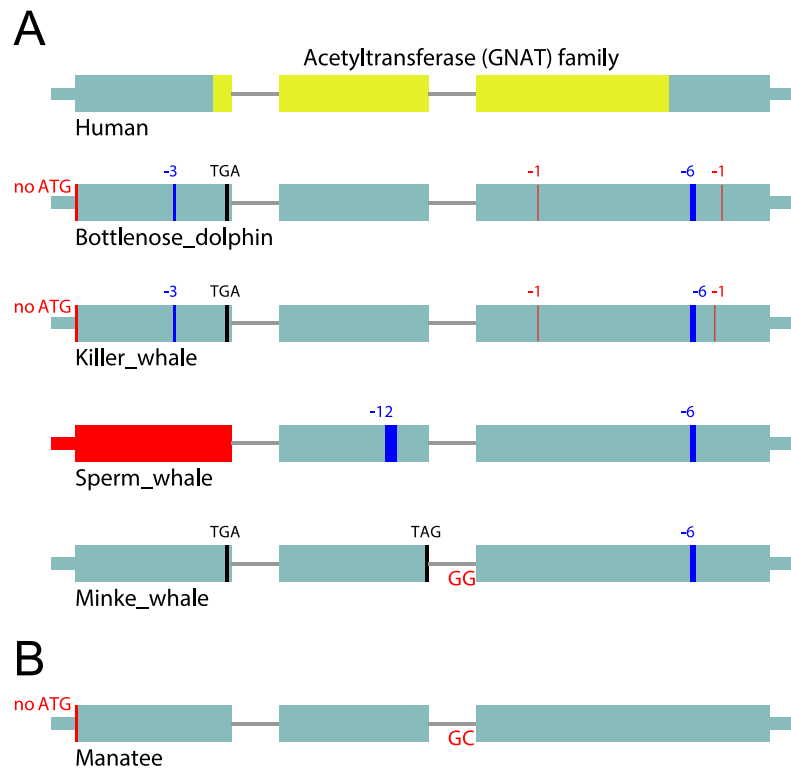 A
Acetyltransferase (GNAT) family
Human
-3 TGA -1 -6 -1
no ATG
Bottlenose_dolphin
-3 TGA -1 -6 -1
no ATG
Killer_whale
-12 -6
Sperm_whale
TGA TAG -6
GG
Minke_whale
B
no ATG
GC
Manatee